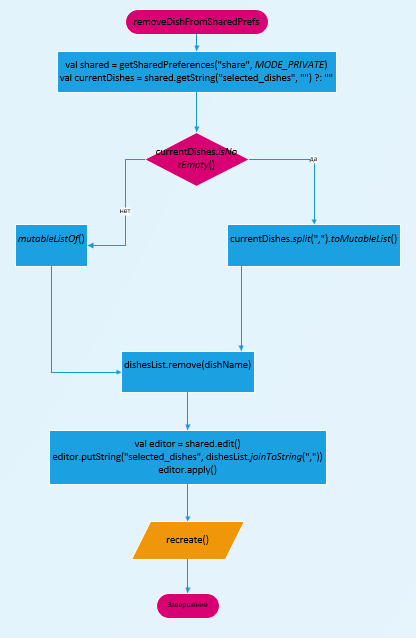 removeDishFromSharedPrefs
val shared = getSharedPreferences("share", MODE_PRIVATE)
val currentDishes = shared.getString("selected_dishes", "") ?: ""
currentDishes.isNo
tEmpty()
да
нет
mutableListOf()
currentDishes.split(",").toMutableList()
dishesList.remove(dishName)
val editor = shared.edit()
editor.putString("selected_dishes", dishesList.joinToString(","))
editor.apply()
recreate()
Завершение